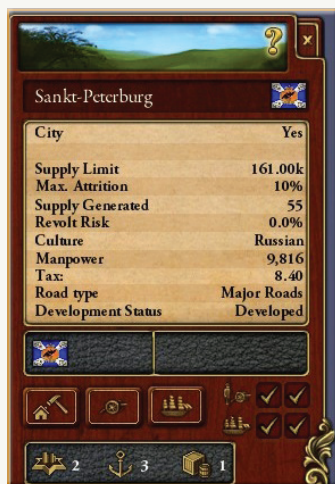 ?
x
Sankt-Peterburg
City Yes
Supply Limit 161.00k
Max. Attrition 10%
Supply Generated 55
Revolt Risk 0.0%
Culture Russian
Manpower 9,816
Tax: 8.40
Road type Major Roads
Development Status Developed
2 3 1